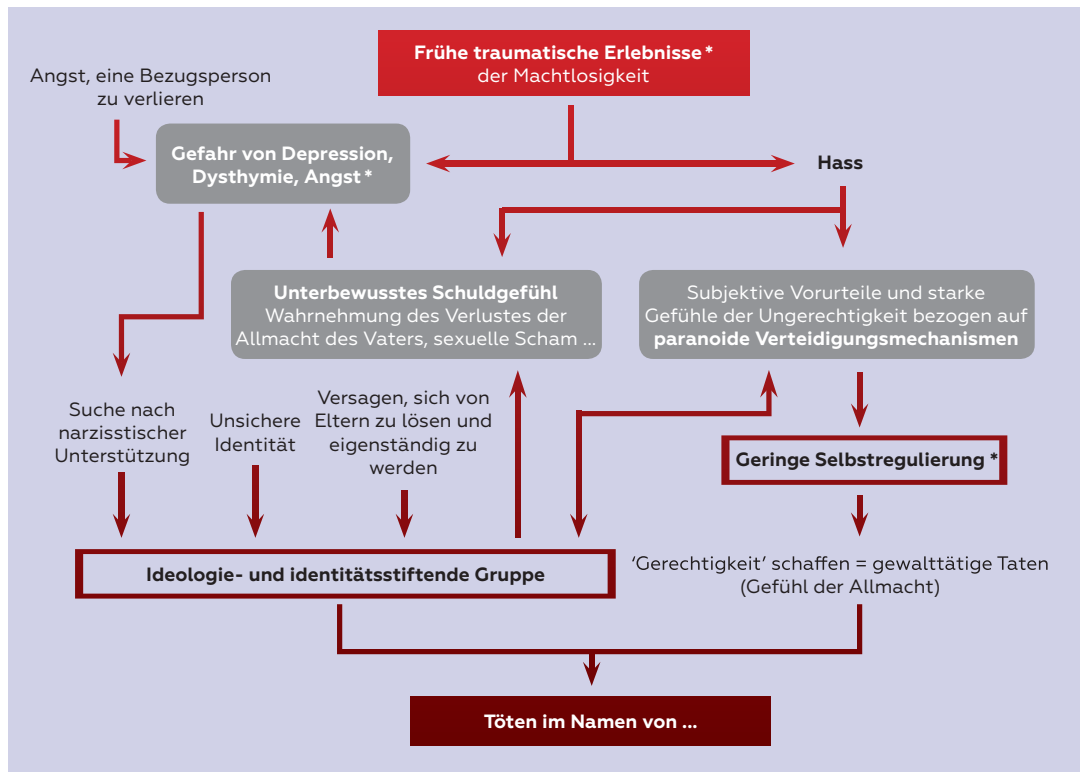 Frühe traumatische Erlebnisse *
der Machtlosigkeit
Angst, eine Bezugsperson
zu verlieren
Gefahr von Depression,
Dysthymie, Angst *
Hass
Unterbewusstes Schuldgefühl
Wahrnehmung des Verlustes der
Allmacht des Vaters, sexuelle Scham ...
Subjektive Vorurteile und starke
Gefühle der Ungerechtigkeit bezogen auf
paranoide Verteidigungsmechanismen
Suche nach
narzisstischer
Unterstützung
Unsichere
Identität
Versagen, sich von
Eltern zu lösen und
eigenständig zu
werden
Geringe Selbstregulierung *
Ideologie- und identitätsstiftende Gruppe
‘Gerechtigkeit’ schaffen = gewalttätige Taten
(Gefühl der Allmacht)
Töten im Namen von ...